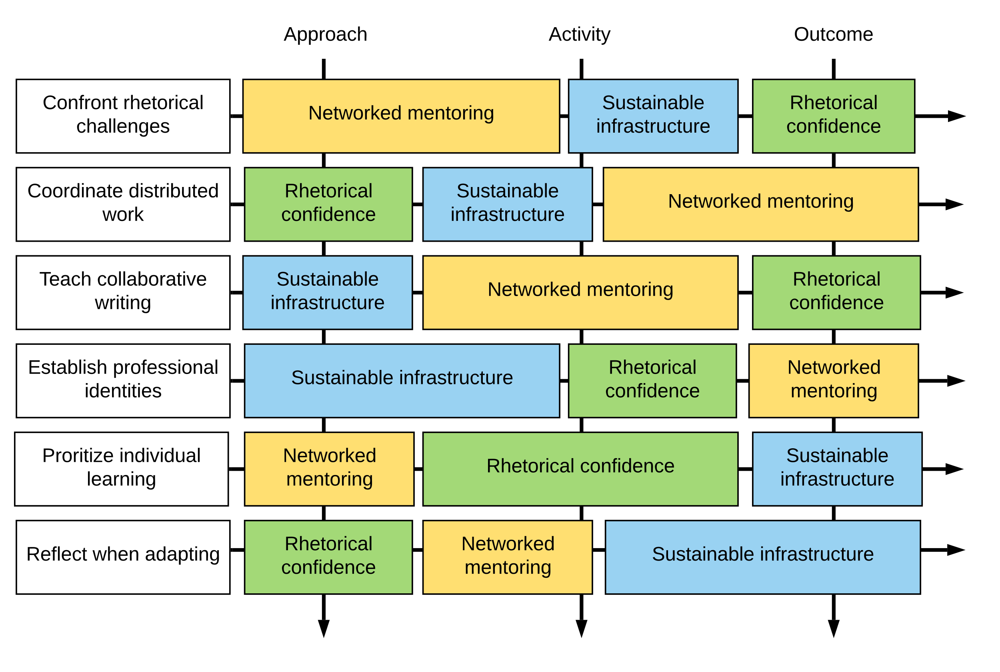 Approach
Activity
Outcome
Confront rhetorical
challenges
Networked mentoring
Sustainable
infrastructure
Rhetorical
confidence
Coordinate distributed
work
Rhetorical
confidence
Sustainable
infrastructure
Networked mentoring
Teach collaborative
writing
Sustainable
infrastructure
Networked mentoring
Rhetorical
confidence
Establish professional
identities
Sustainable infrastructure
Rhetorical
confidence
Networked
mentoring
Proritize individual
learning
Networked
mentoring
Rhetorical confidence
Sustainable
infrastructure
Reflect when adapting
Rhetorical
confidence
Networked
mentoring
Sustainable infrastructure